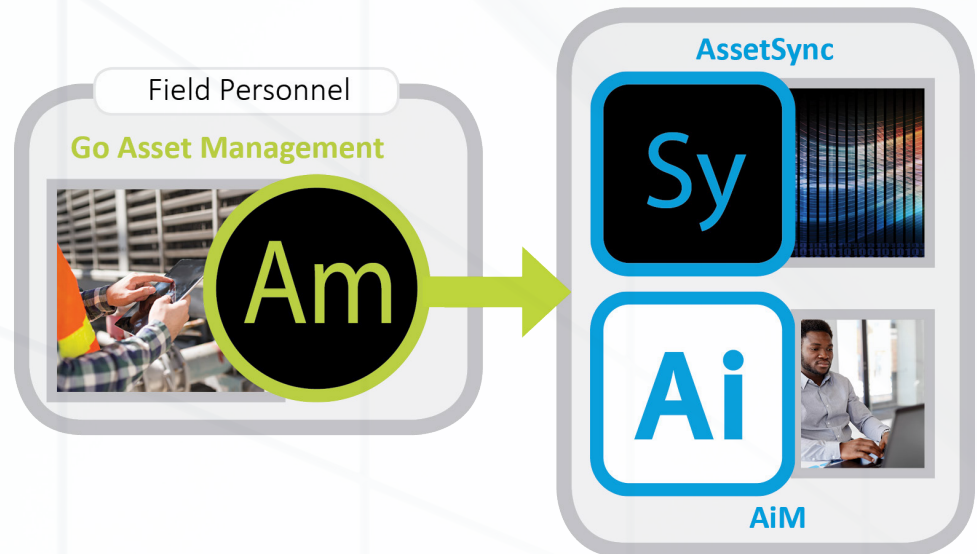 Field Personnel
Go Asset Management
Am
AssetSync
Sy
Ai
AiM